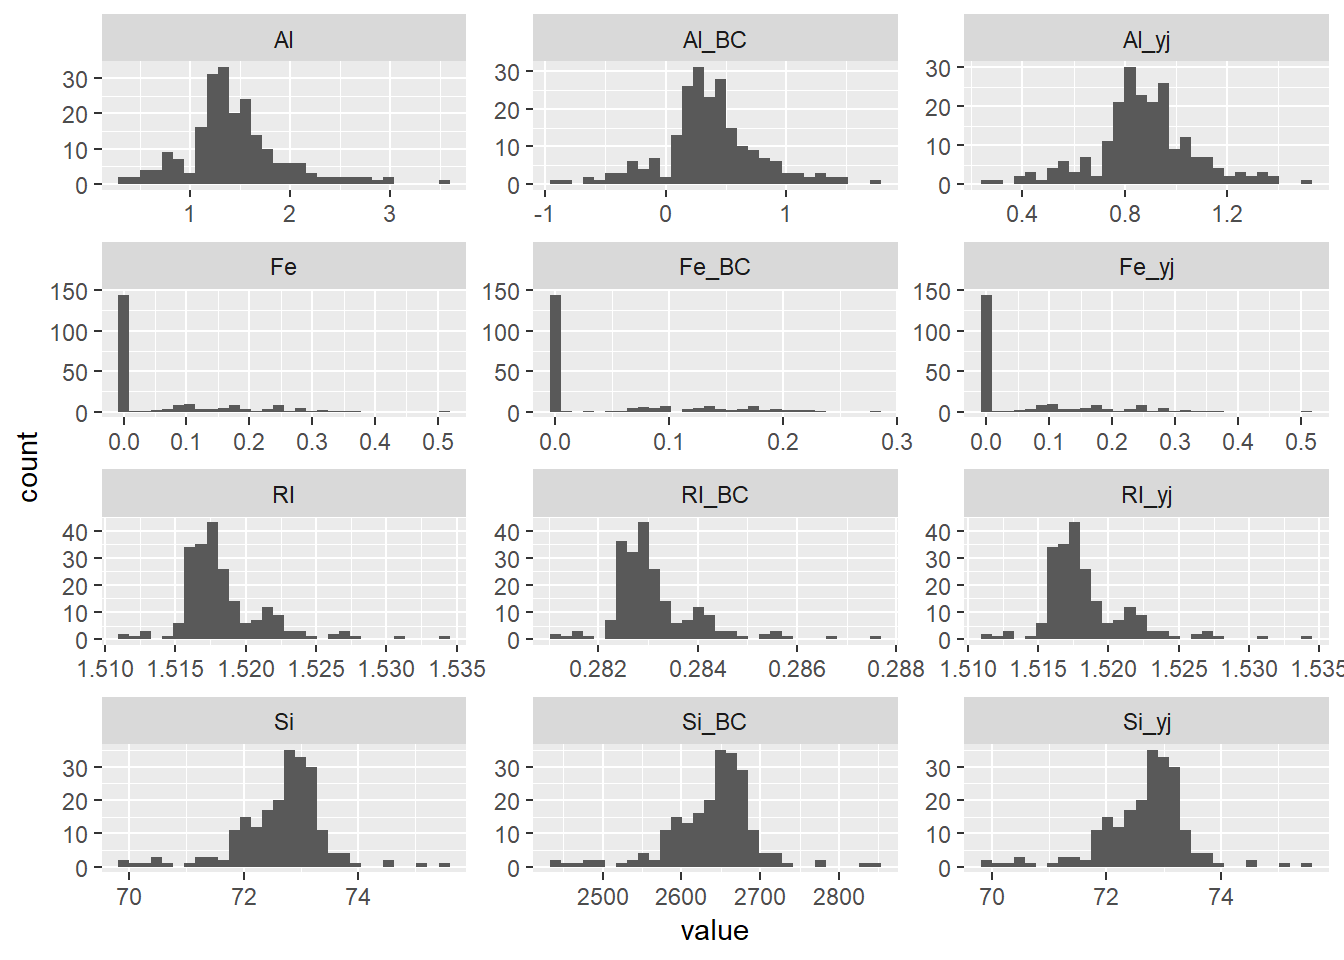 Al Al_BC Al_yj
30 30 30
20 20 20
10 10 10
0 0 0
1 2 3 -1 0 1 0.4 0.8 1.2
Fe Fe_BC Fe_yj
150 150 150
100 100 100
50 50 50
0 0 0
0.0 0.1 0.2 0.3 0.4 0.5 0.0 0.1 0.2 0.3 0.0 0.1 0.2 0.3 0.4 0.5
count
RI RI_BC RI_yj
40 40 40
30 30 30
20 20 20
10 10 10
0 0 0
1.510 1.515 1.520 1.525 1.530 1.535 0.282 0.284 0.286 0.288 1.510 1.515 1.520 1.525 1.530 1.535
Si Si_BC Si_yj
30 30 30
20 20 20
10 10 10
0 0 0
70 72 74 2500 2600 2700 2800 70 72 74
value